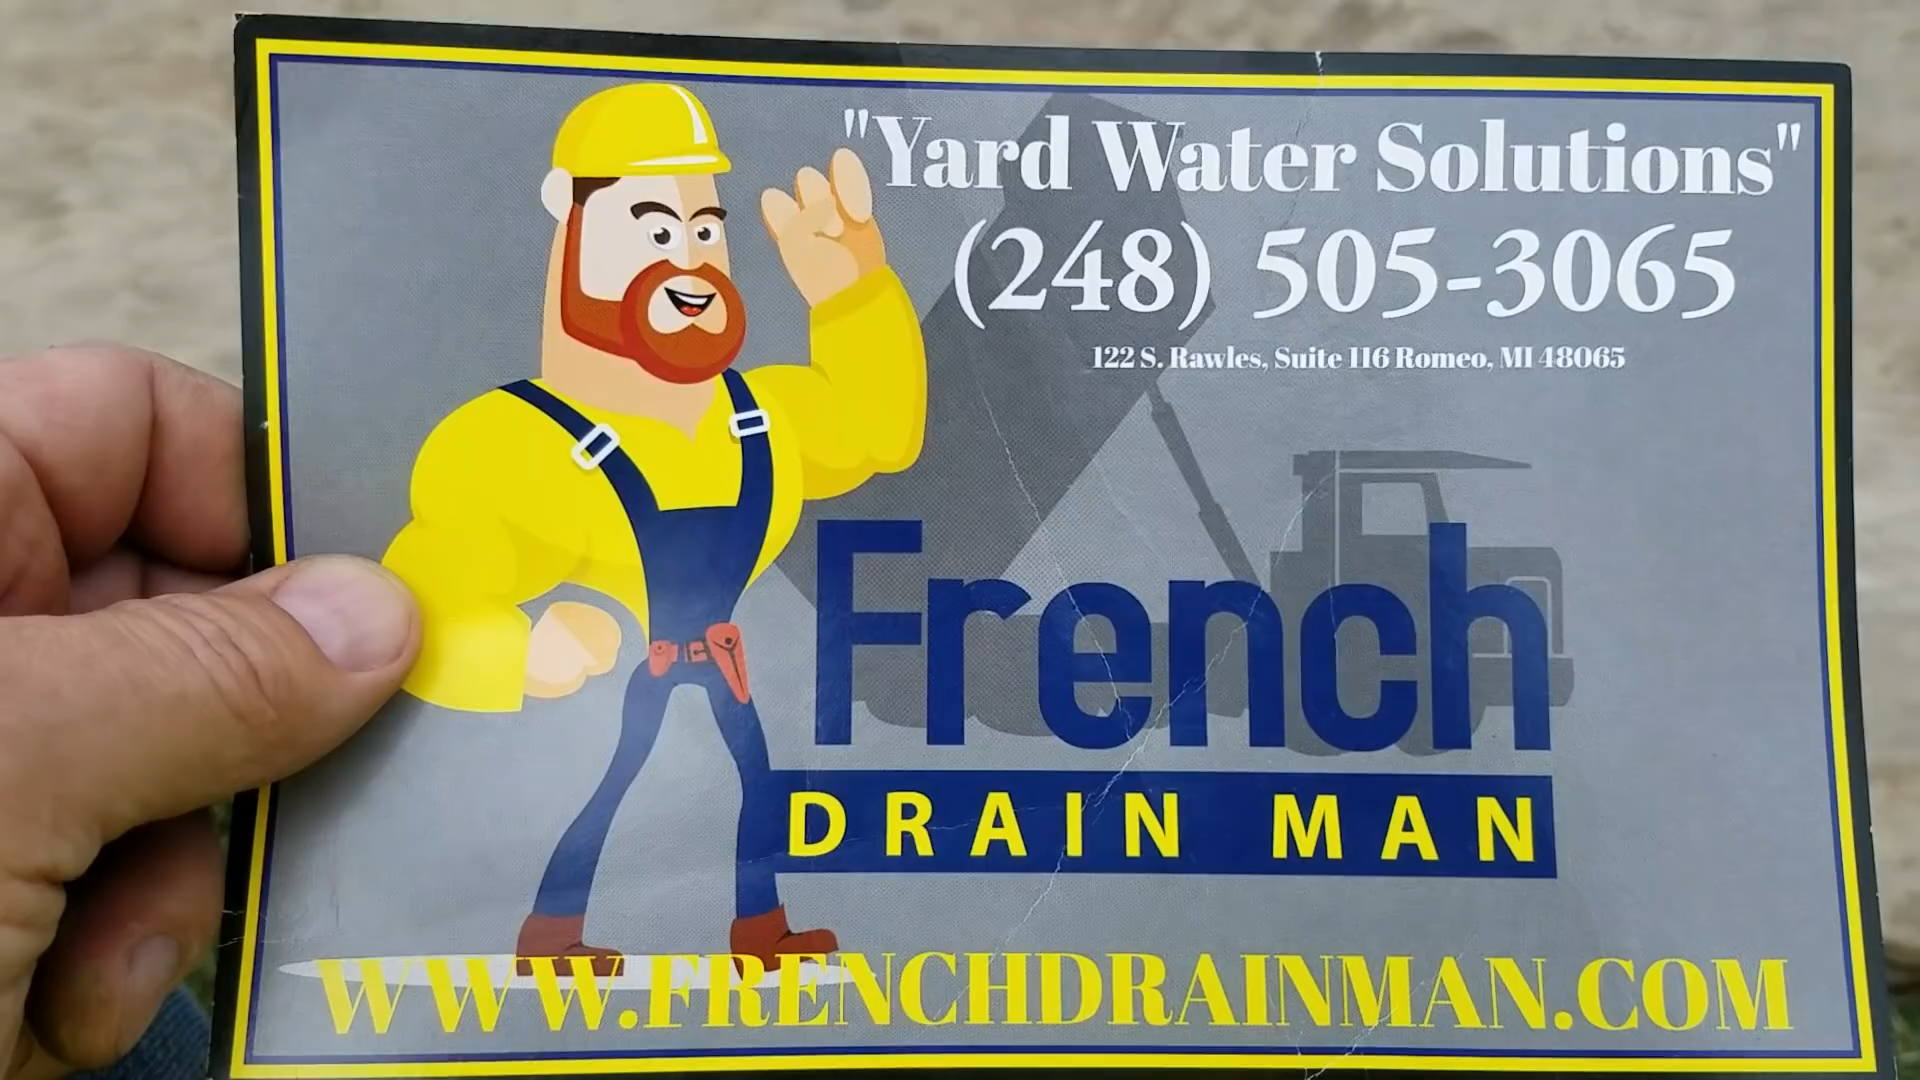 "Yard Water Solutions"
(248) 505-3065
122 S. Rawles, Suite 116 Romeo, MI 48065
French
DRAIN MAN
WWW.FRENCHDRAINMAN.COM